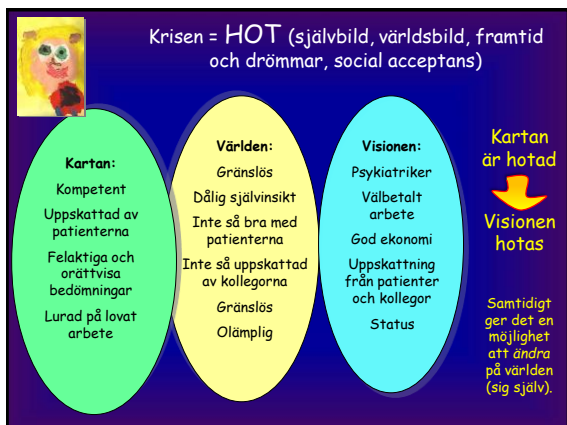 Krisen = HOT (självbild, världsbild, framtid
och drömmar, social acceptans)
Kartan:
Kompetent
Uppskattad av
patienterna
Felaktiga och
orättvisa
bedömningar
Lurad på lovat
arbete
Världen:
Gränslös
Dålig självinsikt
Inte så bra med
patienterna
Inte så uppskattad
av kollegorna
Gränslös
Olämplig
Visionen:
Psykiatriker
Välbetalt
arbete
God ekonomi
Uppskattning
från patienter
och kollegor
Status
Kartan
är hotad
Visionen
hotas
Samtidigt
ger det en
möjlighet
att ändra
på världen
(sig själv).